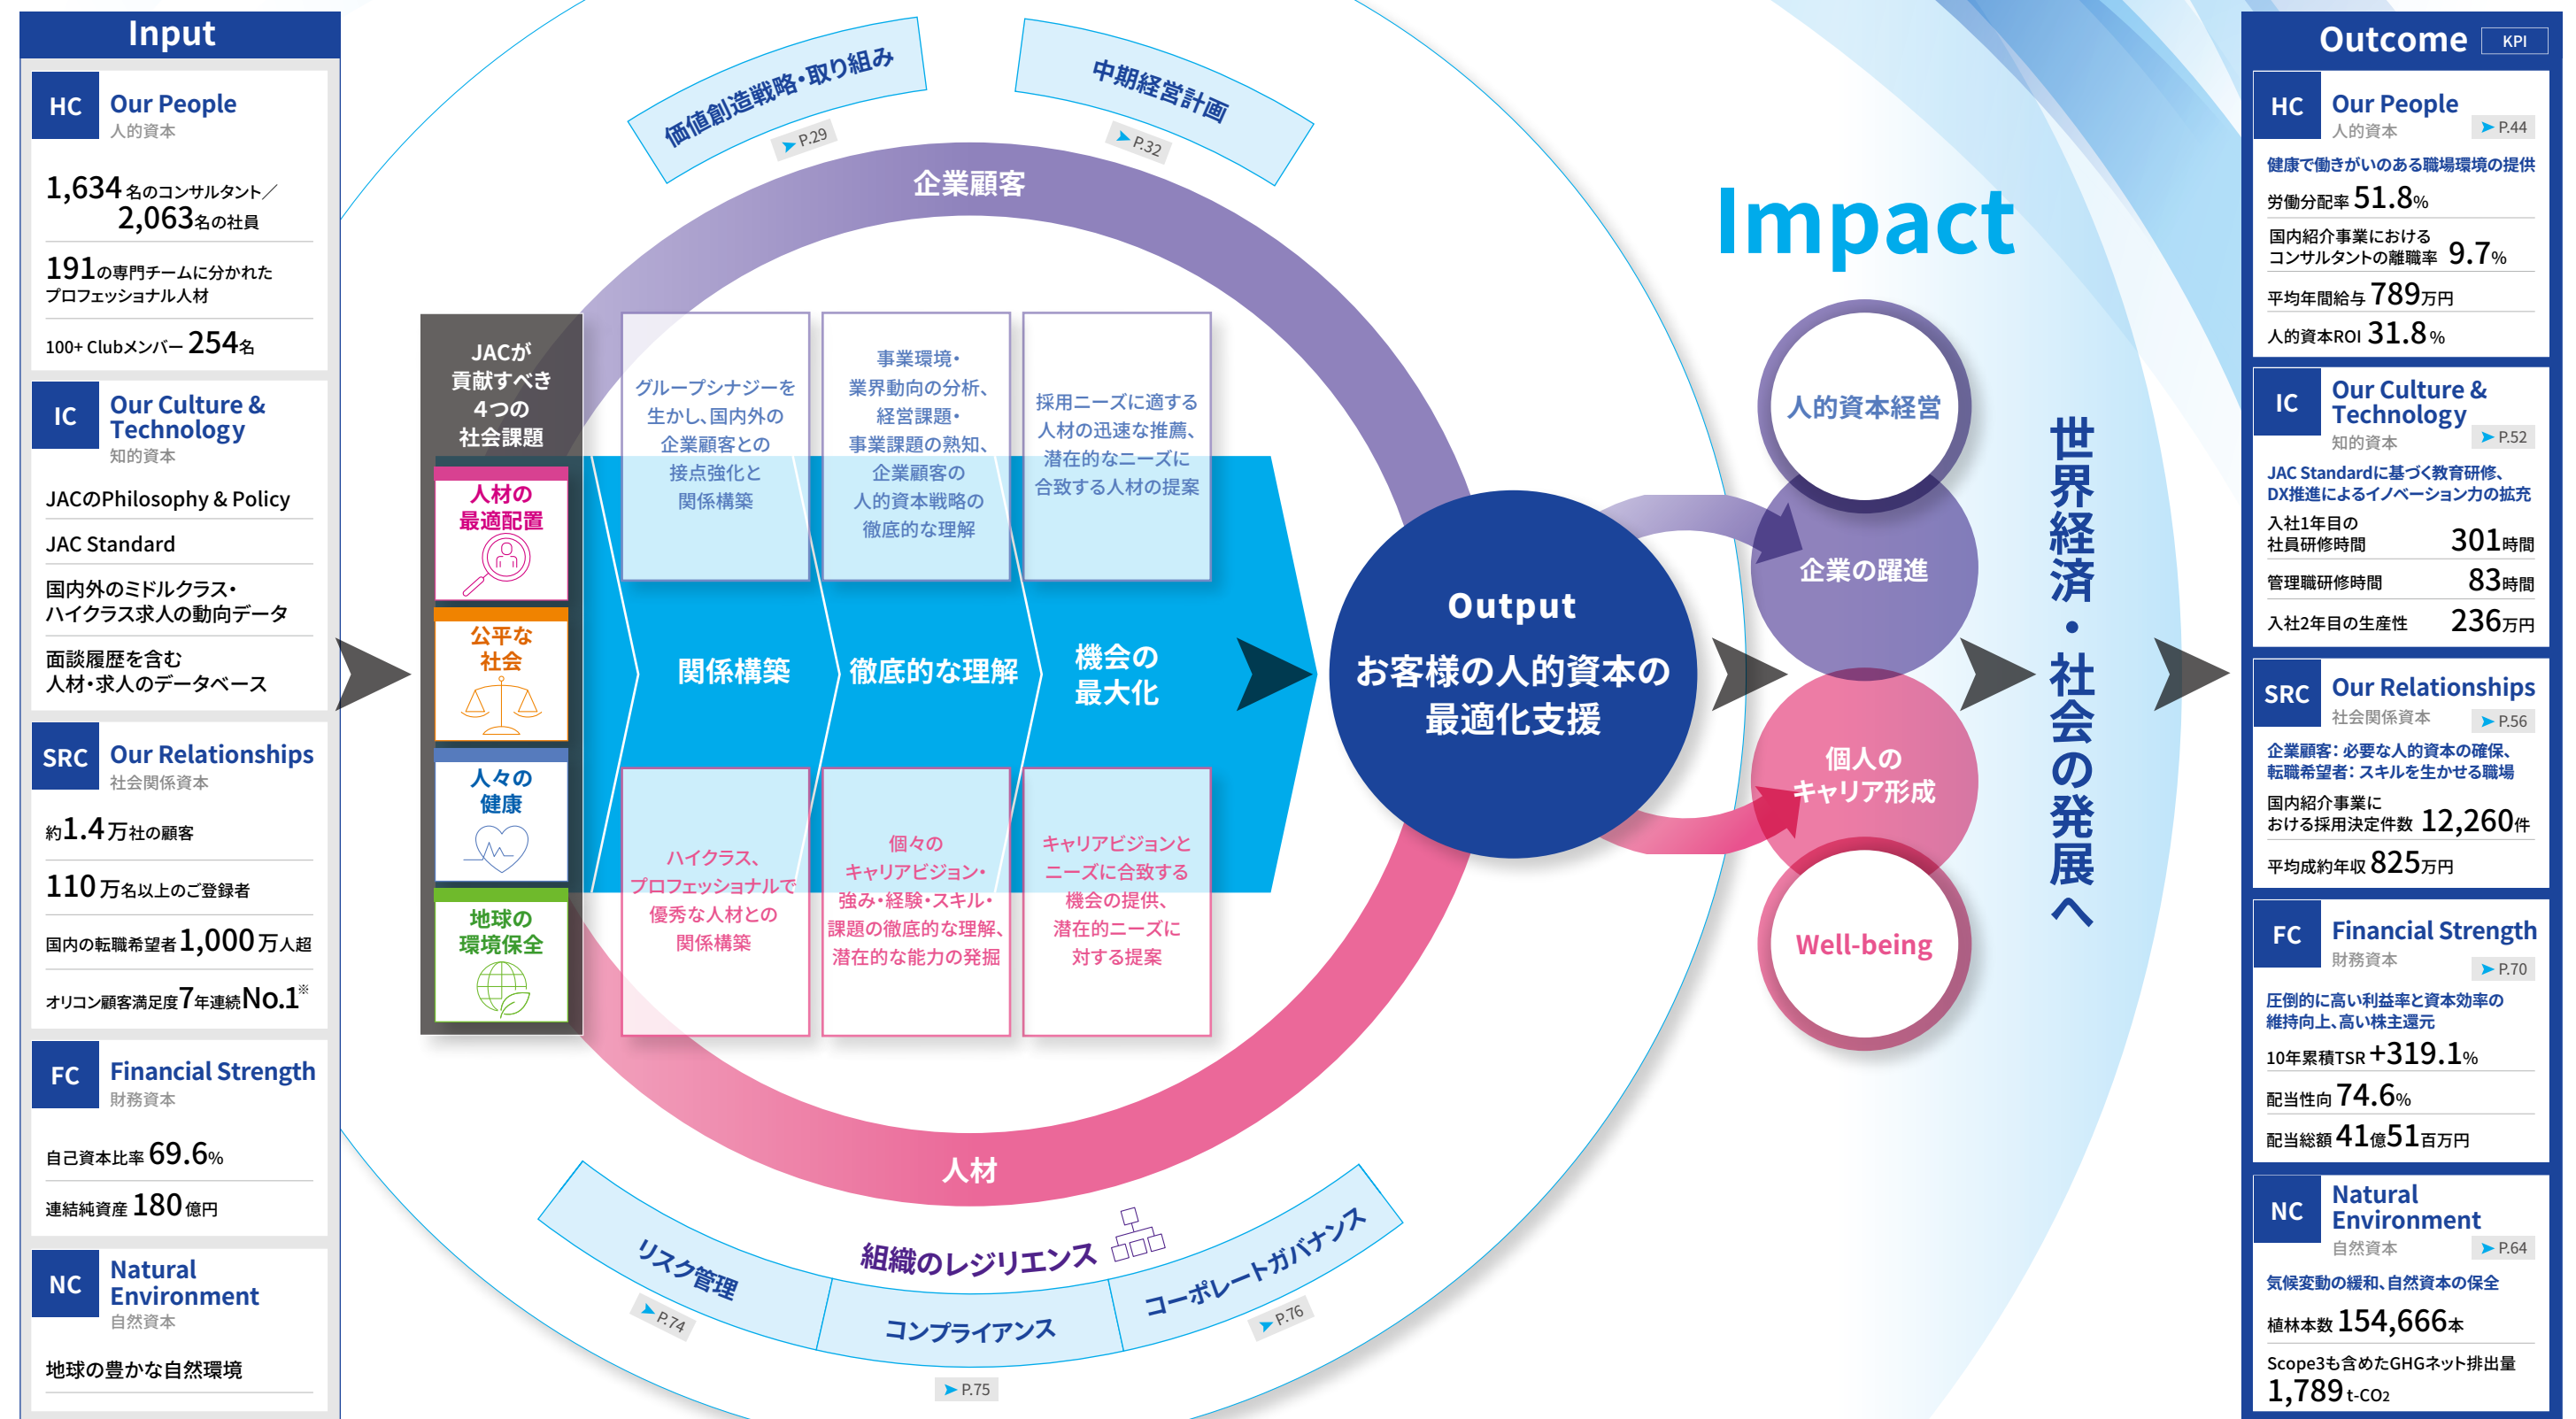 Input
HC
Our People
人的資本
1,634名のコンサルタント／
2,063名の社員
191の専門チームに分かれた
プロフェッショナル人材
100+ Clubメンバー 254名
IC
Our Culture &
Technology
知的資本
JACのPhilosophy & Policy
JAC Standard
国内外のミドルクラス・
ハイクラス求人の動向データ
面談履歴を含む
人材・求人のデータベース
SRC
Our Relationships
社会関係資本
約1.4万社の顧客
110万名以上のご登録者
国内の転職希望者1,000万人超
オリコン顧客満足度7年連続No.1※
FC
Financial Strength
財務資本
自己資本比率 69.6%
連結純資産 180億円
NC
Natural
Environment
自然資本
地球の豊かな自然環境
価値創造戦略・取り組み
P.29
中期経営計画
P.32
企業顧客
JACが
貢献すべき
4つの
社会課題
人材の
最適配置
公平な
社会
人々の
健康
地球の
環境保全
グループシナジーを
生かし、国内外の
企業顧客との
接点強化と
関係構築
事業環境・
業界動向の分析、
経営課題・
事業課題の熟知、
企業顧客の
人的資本戦略の
徹底的な理解
採用ニーズに適する
人材の迅速な推薦、
潜在的なニーズに
合致する人材の提案
関係構築
徹底的な理解
機会の
最大化
ハイクラス、
プロフェッショナルで
優秀な人材との
関係構築
個々の
キャリアビジョン・
強み・経験・スキル・
課題の徹底的な理解、
潜在的な能力の発掘
キャリアビジョンと
ニーズに合致する
機会の提供、
潜在的ニーズに
対する提案
人材
組織のレジリエンス
リスク管理
P.74
コンプライアンス
P.75
コーポレートガバナンス
P.76
Output
お客様の人的資本の
最適化支援
Impact
人的資本経営
企業の躍進
個人の
キャリア形成
Well-being
世界経済・社会の発展へ
Outcome
KPI
HC
Our People
人的資本
P.44
健康で働きがいのある職場環境の提供
労働分配率 51.8%
国内紹介事業における
コンサルタントの離職率 9.7%
平均年間給与 789万円
人的資本ROI 31.8%
IC
Our Culture &
Technology
知的資本
P.52
JAC Standardに基づく教育研修、
DX推進によるイノベーション力の拡充
入社1年目の
社員研修時間 301時間
管理職研修時間 83時間
入社2年目の生産性 236万円
SRC
Our Relationships
社会関係資本
P.56
企業顧客：必要な人的資本の確保、
転職希望者：スキルを生かせる職場
国内紹介事業に
おける採用決定件数 12,260件
平均成約年収 825万円
FC
Financial Strength
財務資本
P.70
圧倒的に高い利益率と資本効率の
維持向上、高い株主還元
10年累積TSR +319.1%
配当性向 74.6%
配当総額 41億51百万円
NC
Natural
Environment
自然資本
P.64
気候変動の緩和、自然資本の保全
植林本数 154,666本
Scope3も含めたGHGネット排出量
1,789 t-CO2